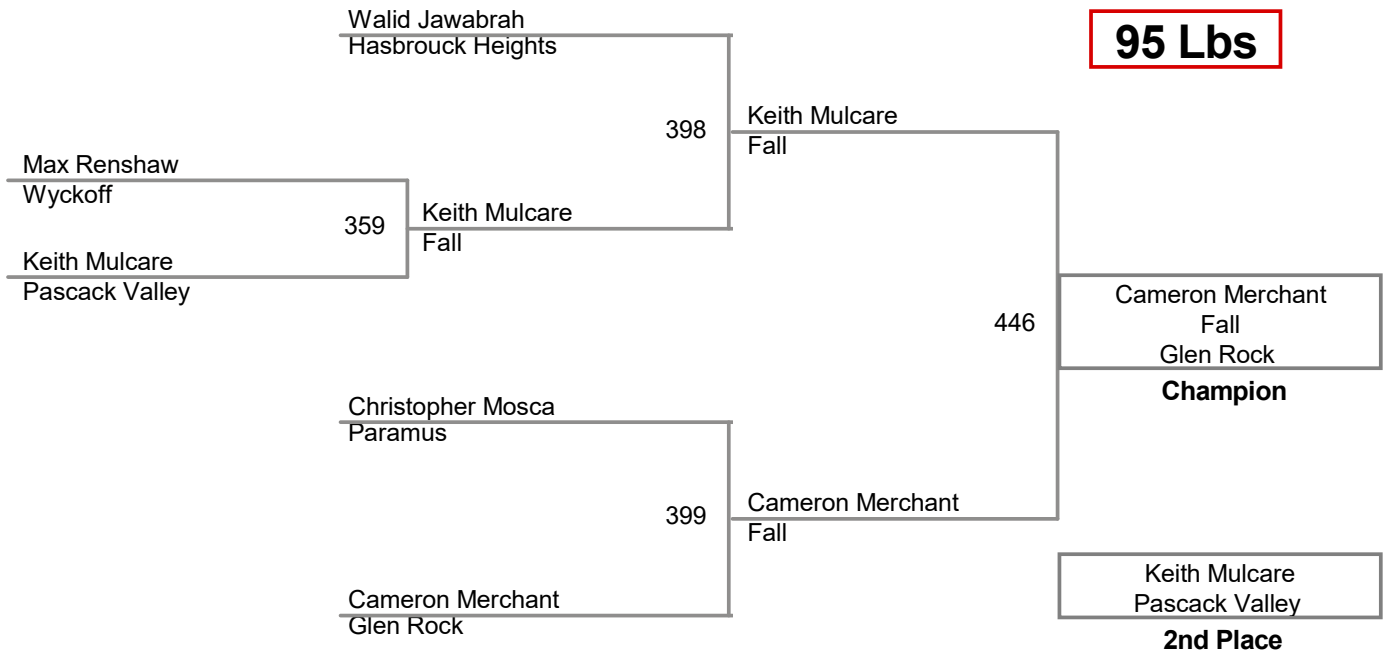 Walid Jawabrah
Hasbrouck Heights
95 Lbs
398
Keith Mulcare
Fall
Max Renshaw
Wyckoff
359
Keith Mulcare
Fall
Keith Mulcare
Pascack Valley
446
Cameron Merchant
Fall
Glen Rock
Champion
Christopher Mosca
Paramus
399
Cameron Merchant
Fall
Cameron Merchant
Glen Rock
Keith Mulcare
Pascack Valley
2nd Place